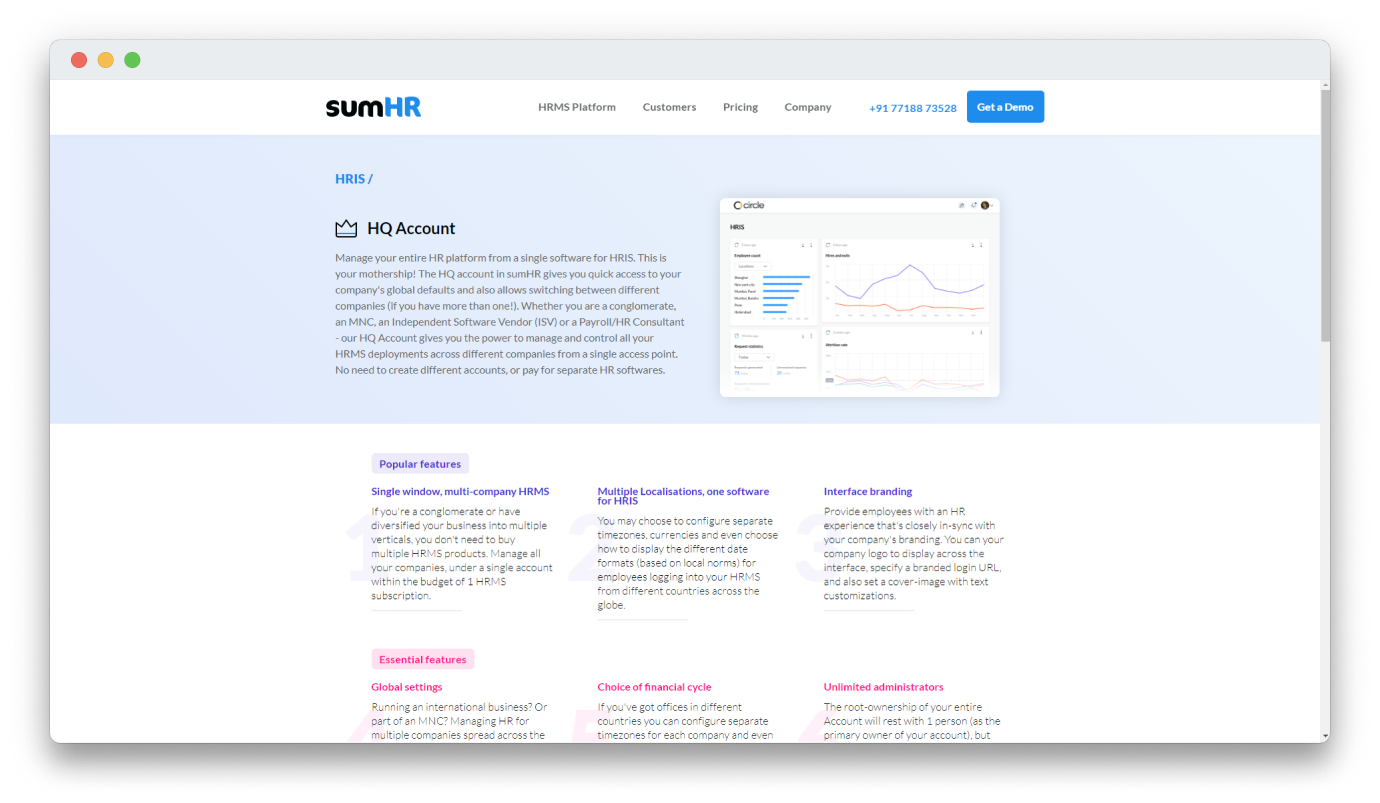 sumHR
HRMS Platform
Customers
Pricing
Company
+91 77188 73528
Get a Demo
HRIS /
HQ Account
Manage your entire HR platform from a single software for HRIS. This is
your mothership! The HQ account in sumHR gives you quick access to your
company's global defaults and also allows switching between different
companies (if you have more than one!). Whether you are a conglomerate,
an MNC, an Independent Software Vendor (ISV) or a Payroll/HR Consultant
- our HQ Account gives you the power to manage and control all your
HRMS deployments across different companies from a single access point.
No need to create different accounts, or pay for separate HR softwares.
circle
HRIS
Employee count
Locations
Shanghai
New york city
Mumbai, Powai
Mumbai, Bandra
Pune
Hyderabad
Hires and exits
Request statistics
Today
Attrition rate
Popular features
1
Single window, multi-company HRMS
If you're a conglomerate or have
diversified your business into multiple
verticals, you don't need to buy
multiple HRMS products. Manage all
your companies, under a single account
within the budget of 1 HRMS
subscription.
2
Multiple Localisations, one software
for HRIS
You may choose to configure separate
timezones, currencies and even choose
how to display the different date
formats (based on local norms) for
employees logging into your HRMS
from different countries across the
globe.
3
Interface branding
Provide employees with an HR
experience that's closely in-sync with
your company's branding. You can your
company logo to display across the
interface, specify a branded login URL,
and also set a cover-image with text
customizations.
Essential features
Global settings
Running an international business? Or
part of an MNC? Managing HR for
multiple companies spread across the
Choice of financial cycle
If you've got offices in different
countries you can configure separate
timezones for each company and even
Unlimited administrators
The root-ownership of your entire
Account will rest with 1 person (as the
primary owner of your account), but